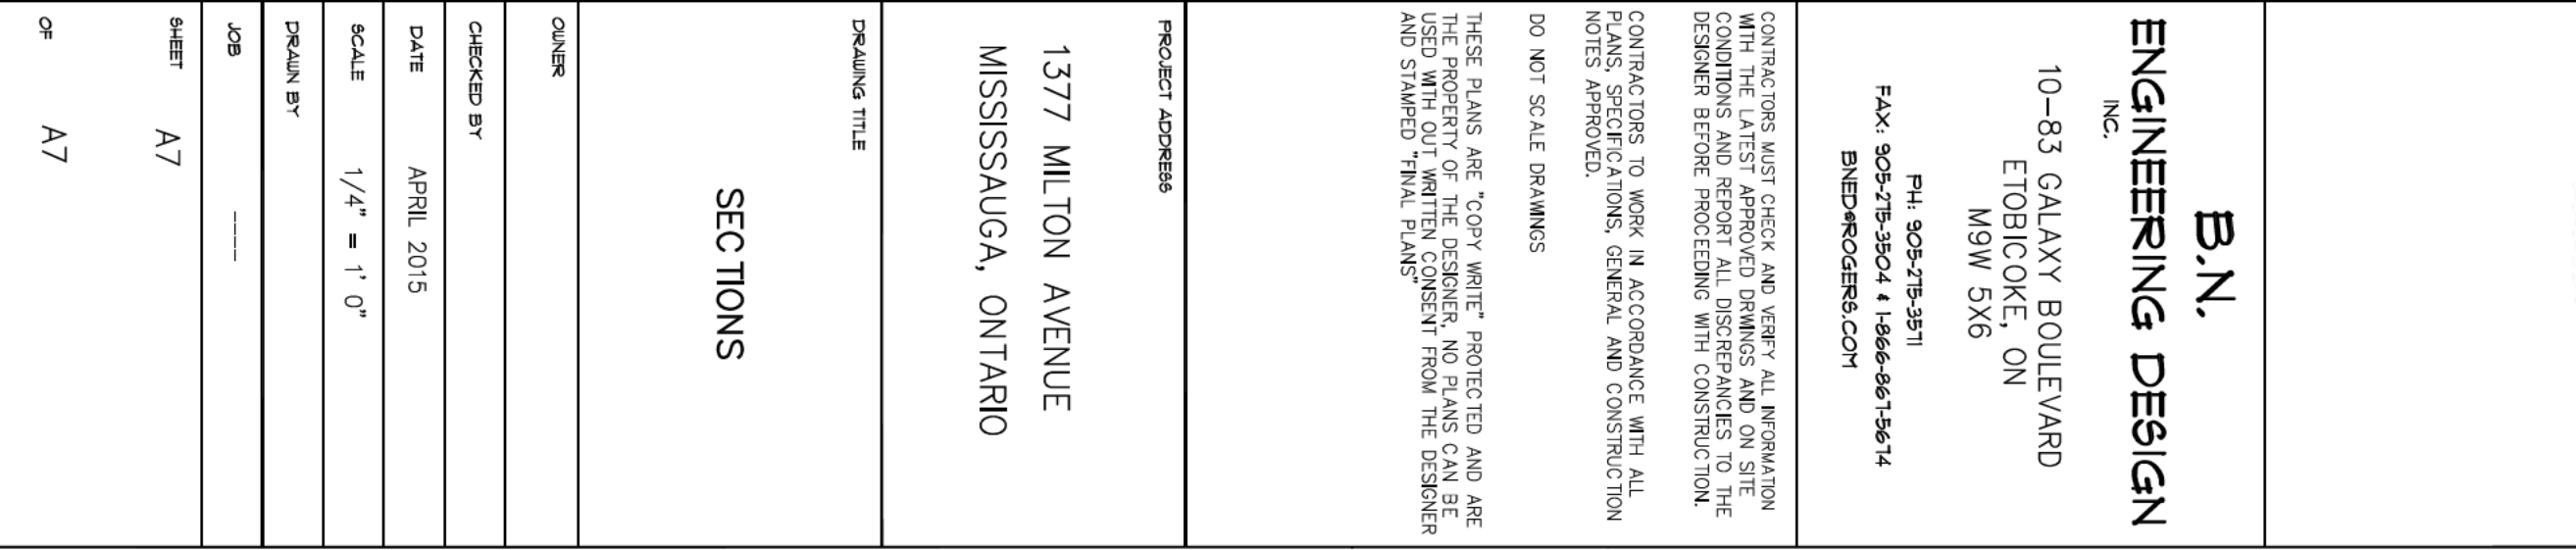 B.N.
ENGINEERING DESIGN
INC.
10-83 GALAXY BOULEVARD
ETOBICOKE, ON
M9W 5X6
PH: 905-275-3571
FAX: 905-275-3504 & 1-866-867-5674
BNED@ROGERS.COM
CONTRACTORS MUST CHECK AND VERIFY ALL INFORMATION
WITH THE LATEST APPROVED DRWINGS AND ON SITE
CONDITIONS AND REPORT ALL DISCREPANCIES TO THE
DESIGNER BEFORE PROCEEDING WITH CONSTRUCTION.
CONTRACTORS TO WORK IN ACCORDANCE WITH ALL
PLANS, SPECIFICATIONS, GENERAL AND CONSTRUCTION
NOTES APPROVED.
DO NOT SCALE DRAWINGS
THESE PLANS ARE "COPY WRITE" PROTECTED AND ARE
THE PROPERTY OF THE DESIGNER, NO PLANS CAN BE
USED WITH OUT WRITTEN CONSENT FROM THE DESIGNER
AND STAMPED "FINAL PLANS"
PROJECT ADDRESS
1377 MILTON AVENUE
MISSISSAUGA, ONTARIO
DRAWING TITLE
SECTIONS
OWNER
CHECKED BY
DATE APRIL 2015
SCALE 1/4" = 1' 0"
DRAWN BY
JOB ----
SHEET A7
OF A7